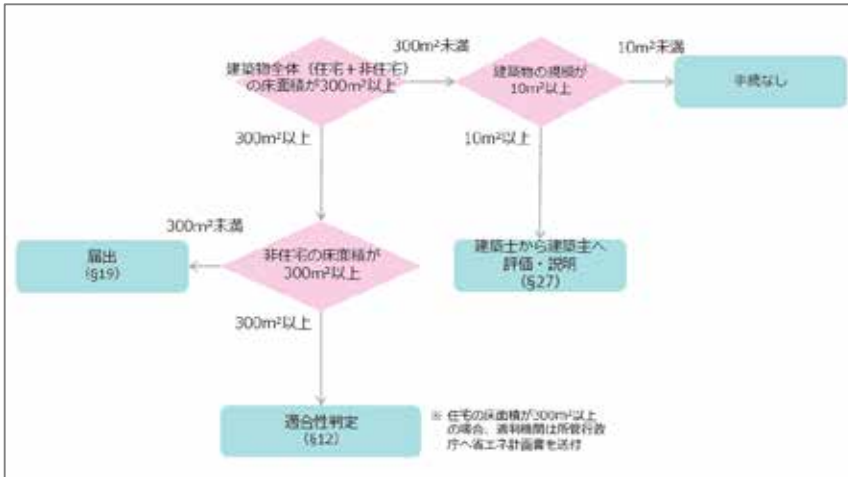 建築物全体（住宅＋非住宅）
の床面積が300m²以上
300m²未満
建築物の規模が
10m²以上
10m²未満
手続なし
300m²以上
10m²以上
300m²未満
届出
(§19)
非住宅の床面積が
300m²以上
建築士から建築主へ
評価・説明
(§27)
300m²以上
適合性判定
(§12)
※ 住宅の床面積が300m²以上
の場合、適判機関は所管行政
庁へ省エネ計画書を送付